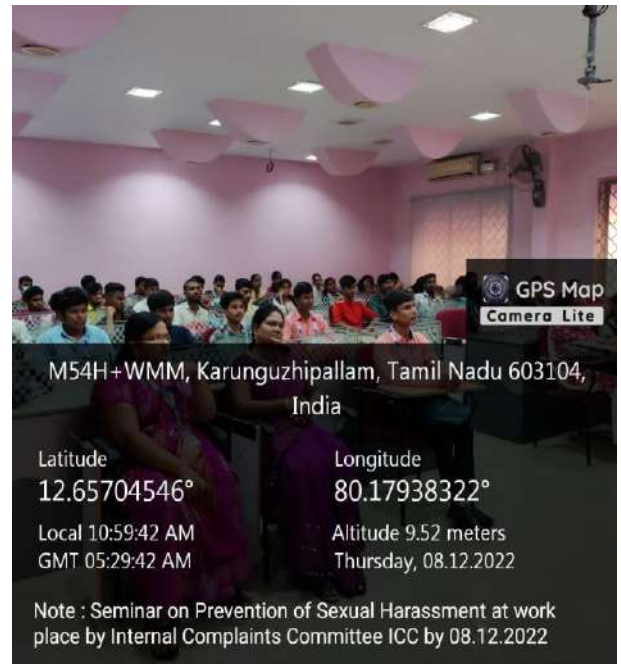 GPS Map
Camera Lite
M54H+WMM, Karunguzhipallam, Tamil Nadu 603104,
India
Latitude
12.65704546°
Longitude
80.17938322°
Local 10:59:42 AM
GMT 05:29:42 AM
Altitude 9.52 meters
Thursday, 08.12.2022
Note : Seminar on Prevention of Sexual Harassment at work
place by Internal Complaints Committee ICC by 08.12.2022